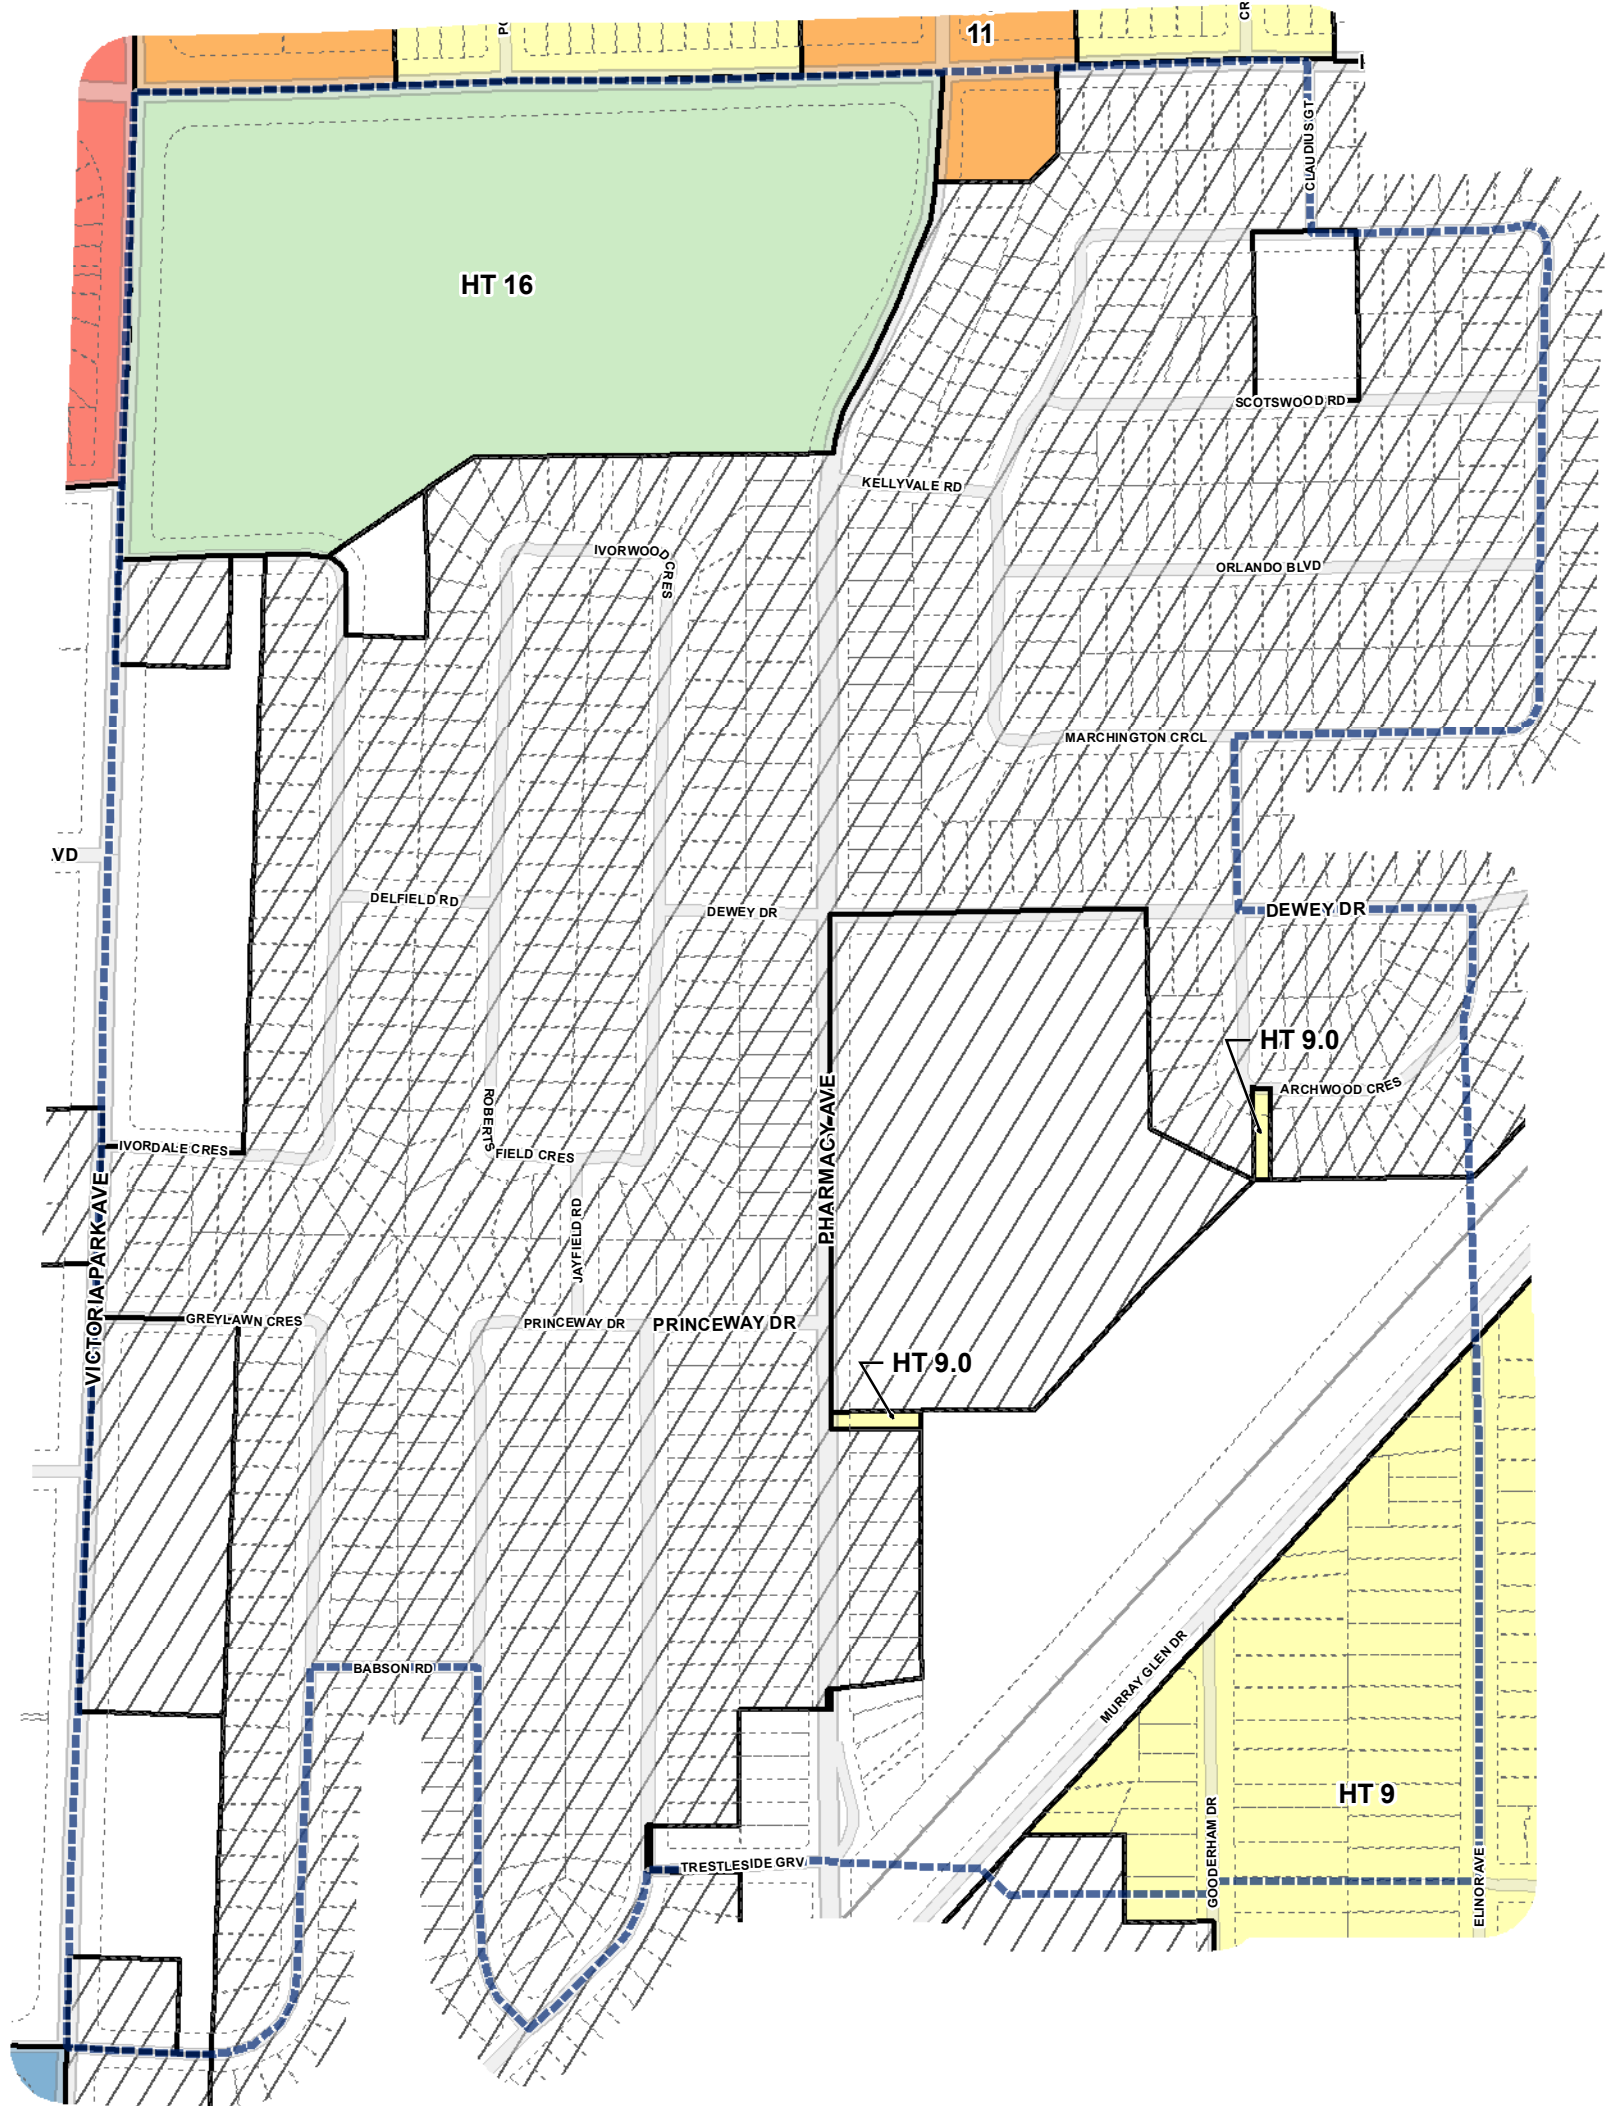 11
CR
CLAUDIUS GT
HT 16
SCOTSWOOD RD
KELLYVALE RD
IVORWOOD CRES
ORLANDO BLVD
MARCHINGTON CRCL
VD
DELFIELD RD
DEWEY DR
DEWEY DR
HT 9.0
ARCHWOOD CRES
ROBERTS
FIELD CRES
IVORDALE CRES
PHARMACY AVE
VICTORIA PARK AVE
JAYFIELD RD
GREYLAWN CRES
PRINCEWAY DR
PRINCEWAY DR
HT 9.0
BABSON RD
MURRAY GLEN DR
HT 9
GOODERHAM DR
ELINOR AVE
TRESTLESIDE GRV